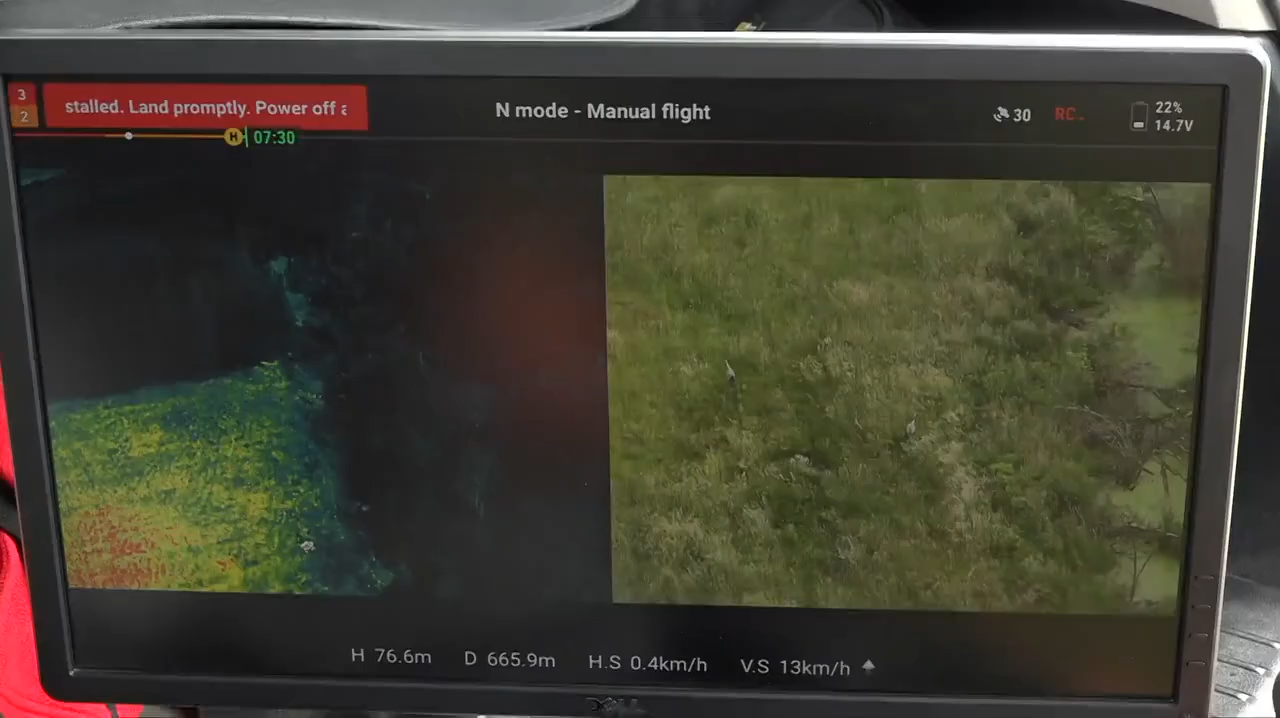 3
2
stalled. Land promptly. Power off a
N mode - Manual flight
30
RC
22%
14.7V
H
07:30
H 76.6m D 665.9m H.S 0.4km/h V.S 13km/h
DELL